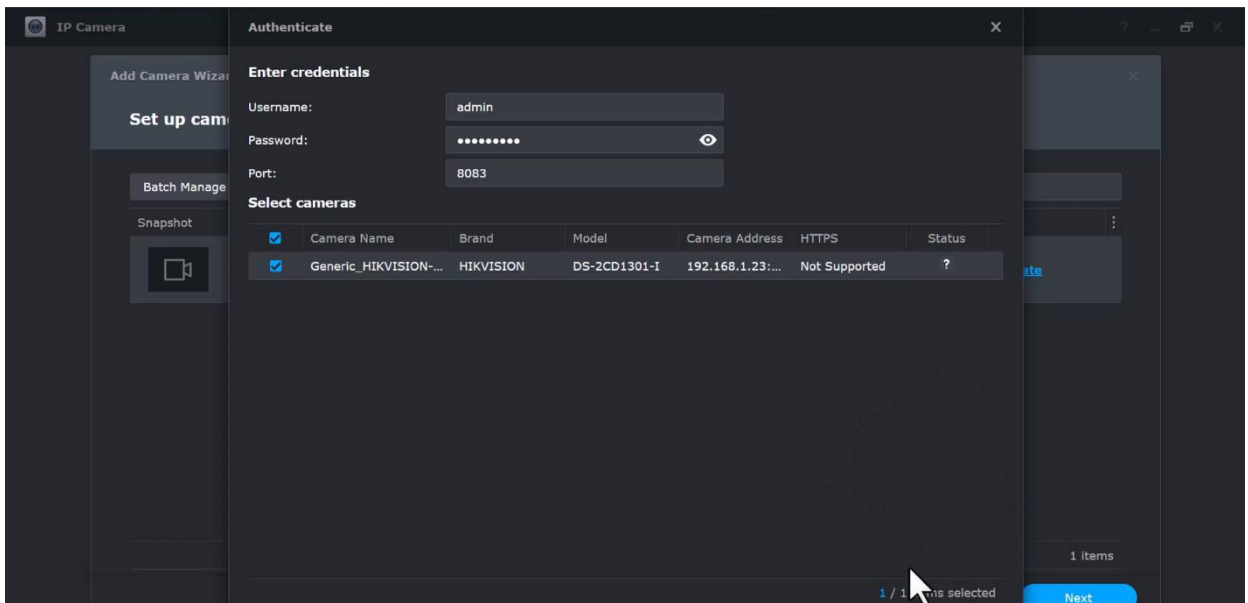 IP Camera
Authenticate
Add Camera Wiza
Enter credentials
Set up cam
Username: admin
Password: •••••••••
Port: 8083
Batch Manage
Select cameras
Snapshot
Camera Name Brand Model Camera Address HTTPS Status
Generic_HIKVISION-... HIKVISION DS-2CD1301-I 192.168.1.23:... Not Supported ?
ate
1 items
1 / 1 selected
Next